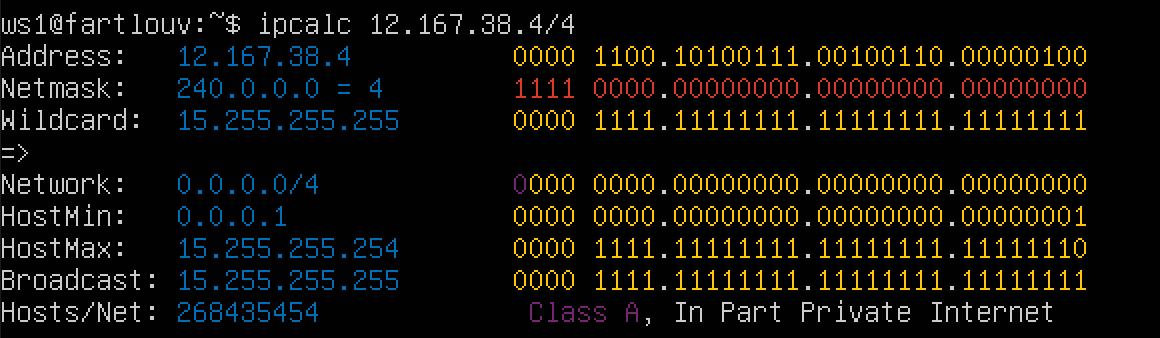 ws1@fartlouv:~$ ipcalc 12.167.38.4/4
Address:   12.167.38.4          0000 1100.10100111.00100110.00000100
Netmask:   240.0.0.0 = 4        1111 0000.00000000.00000000.00000000
Wildcard:  15.255.255.255       0000 1111.11111111.11111111.11111111
=>
Network:   0.0.0.0/4            0000 0000.00000000.00000000.00000000
HostMin:   0.0.0.1              0000 0000.00000000.00000000.00000001
HostMax:   15.255.255.254       0000 1111.11111111.11111111.11111110
Broadcast: 15.255.255.255       0000 1111.11111111.11111111.11111111
Hosts/Net: 268435454             Class A, In Part Private Internet